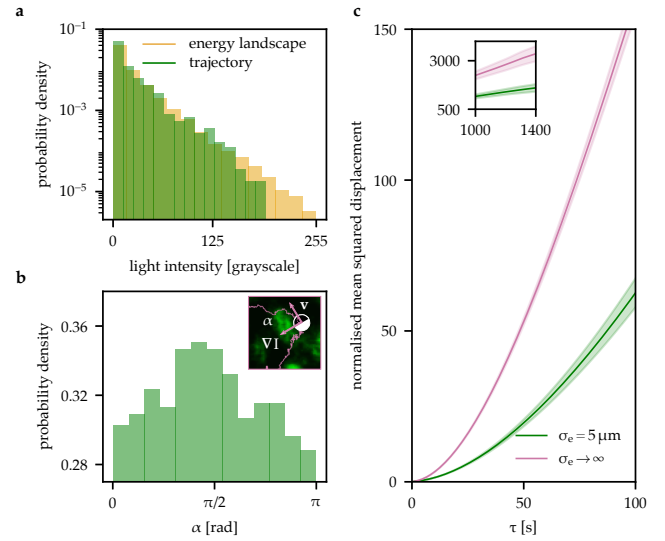 a
10⁻¹
10⁻³
10⁻⁵
probability density
energy landscape
trajectory
0
125
255
light intensity [grayscale]
b
0.36
0.32
0.28
probability density
α
v
∇I
0
π/2
π
α [rad]
c
150
100
50
0
normalised mean squared displacement
3000
500
1000
1400
σₑ = 5 μm
σₑ → ∞
0
50
100
τ [s]